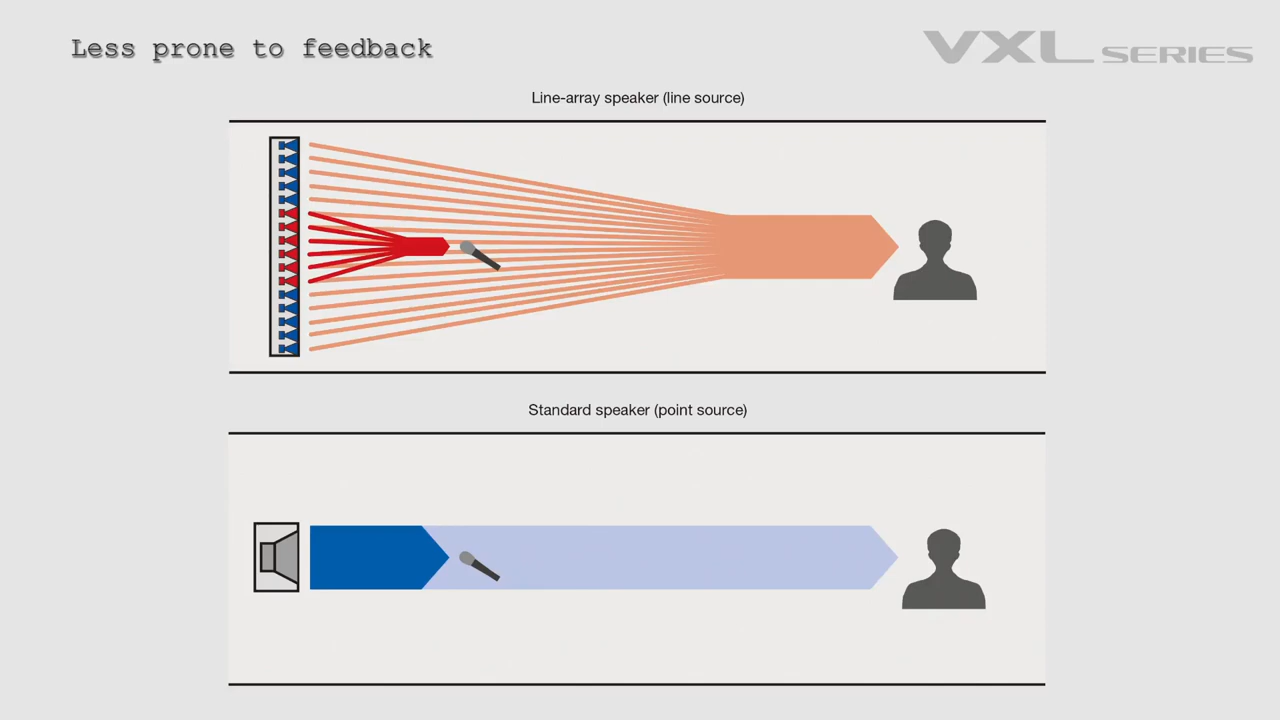 Less prone to feedback
VXL SERIES
Line-array speaker (line source)
Standard speaker (point source)